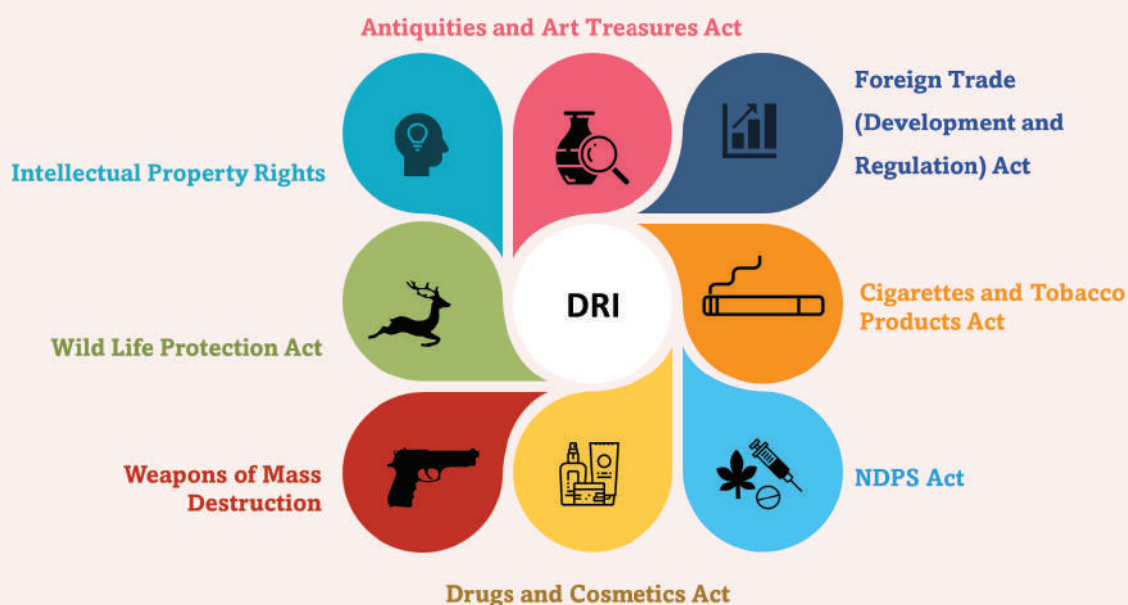 Antiquities and Art Treasures Act
Foreign Trade
(Development and
Regulation) Act
Intellectual Property Rights
DRI
Cigarettes and Tobacco
Products Act
Wild Life Protection Act
Weapons of Mass
Destruction
NDPS Act
Drugs and Cosmetics Act